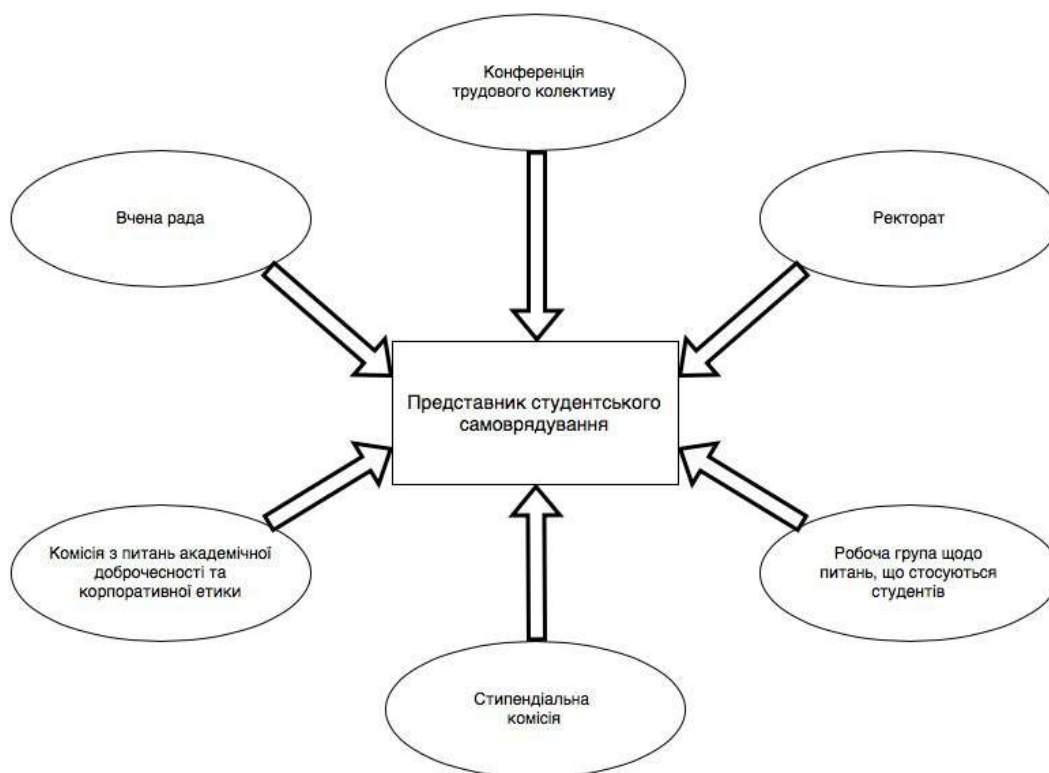 Конференція
трудового колективу
Вчена рада
Ректорат
Представник студентського
самоврядування
Комісія з питань академічної
доброчесності та
корпоративної етики
Робоча група щодо
питань, що стосуються
студентів
Стипендіальна
комісія